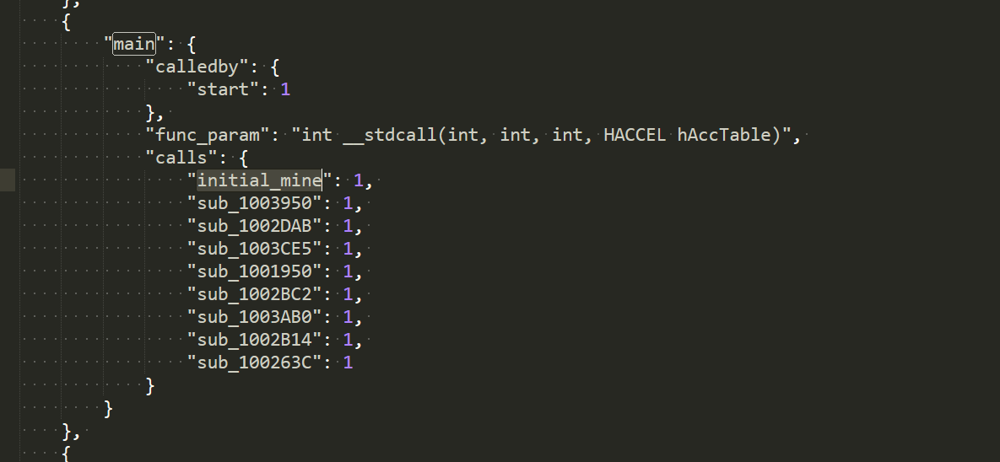 },
{
"main": {
"calledby": {
"start": 1
},
"func_param": "int __stdcall(int, int, int, HACCEL hAccTable)",
"calls": {
"initial_mine": 1,
"sub_1003950": 1,
"sub_1002DAB": 1,
"sub_1003CE5": 1,
"sub_1001950": 1,
"sub_1002BC2": 1,
"sub_1003AB0": 1,
"sub_1002B14": 1,
"sub_100263C": 1
}
}
},
{